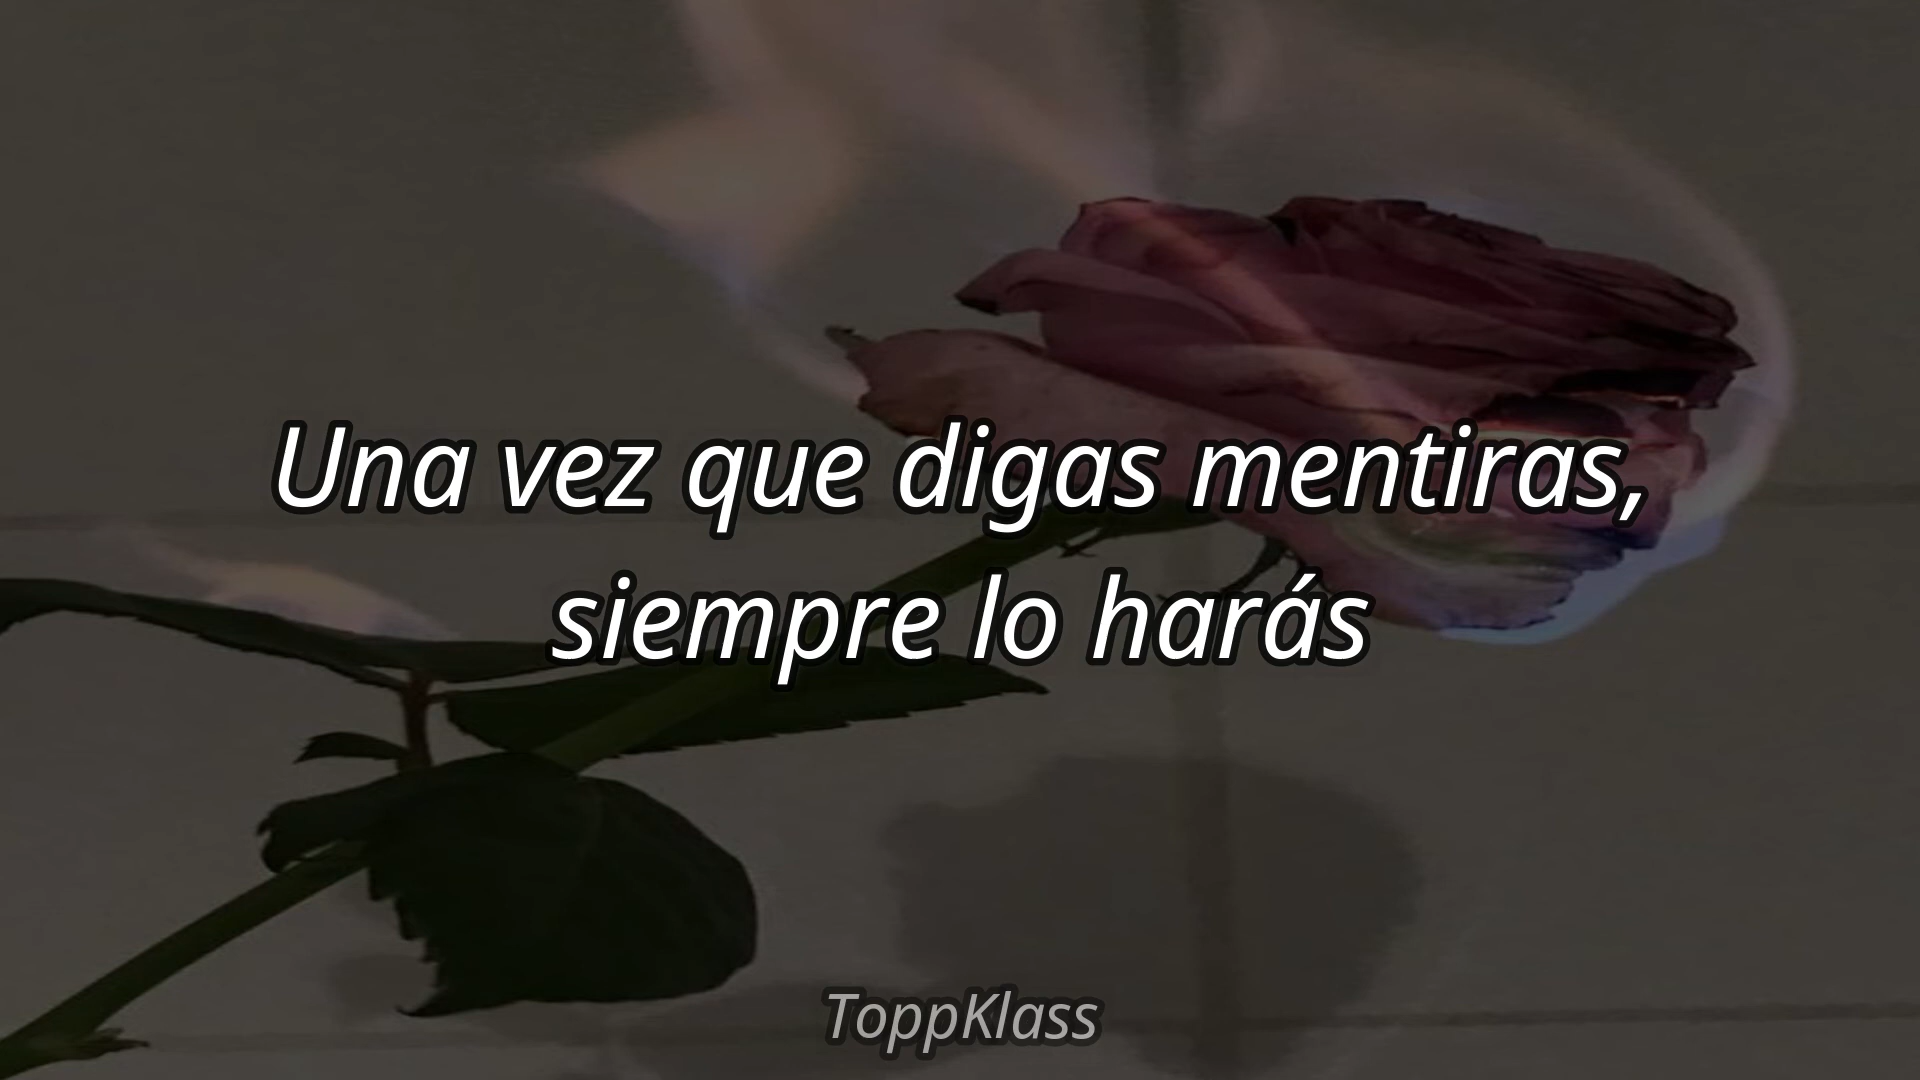 Una vez que digas mentiras,
siempre lo harás
ToppKlass